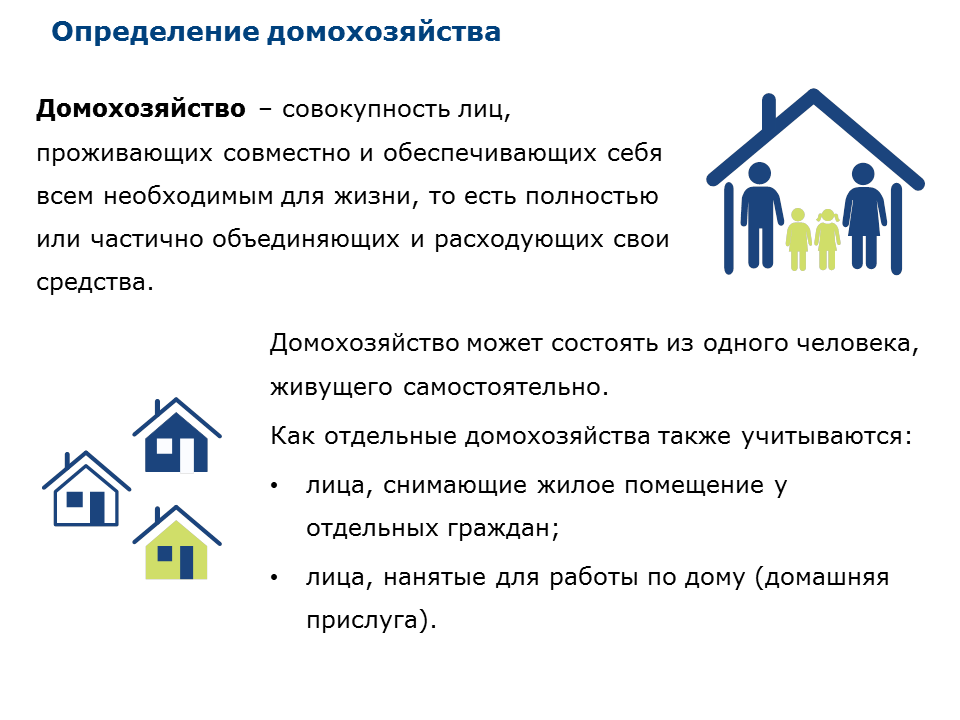 Определение домохозяйства
Домохозяйство – совокупность лиц,
проживающих совместно и обеспечивающих себя
всем необходимым для жизни, то есть полностью
или частично объединяющих и расходующих свои
средства.
Домохозяйство может состоять из одного человека,
живущего самостоятельно.
Как отдельные домохозяйства также учитываются:
• лица, снимающие жилое помещение у
отдельных граждан;
• лица, нанятые для работы по дому (домашняя
прислуга).